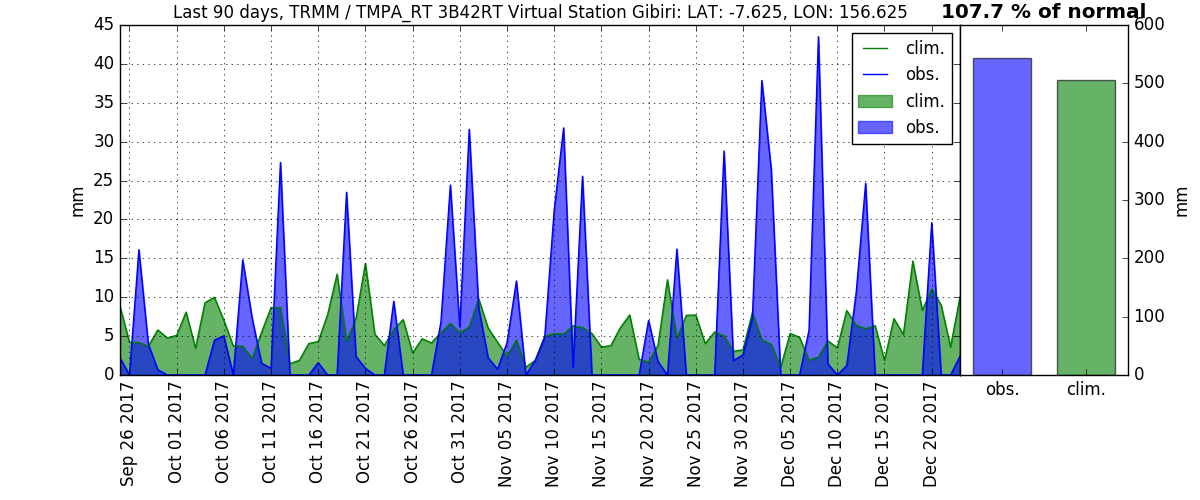 Last 90 days, TRMM / TMPA_RT 3B42RT Virtual Station Gibiri: LAT: -7.625, LON: 156.625
107.7 % of normal
45
40
35
30
25
20
15
10
5
0
mm
clim.
obs.
clim.
obs.
600
500
400
300
200
100
0
mm
obs.
clim.
Sep 26 2017
Oct 01 2017
Oct 06 2017
Oct 11 2017
Oct 16 2017
Oct 21 2017
Oct 26 2017
Oct 31 2017
Nov 05 2017
Nov 10 2017
Nov 15 2017
Nov 20 2017
Nov 25 2017
Nov 30 2017
Dec 05 2017
Dec 10 2017
Dec 15 2017
Dec 20 2017